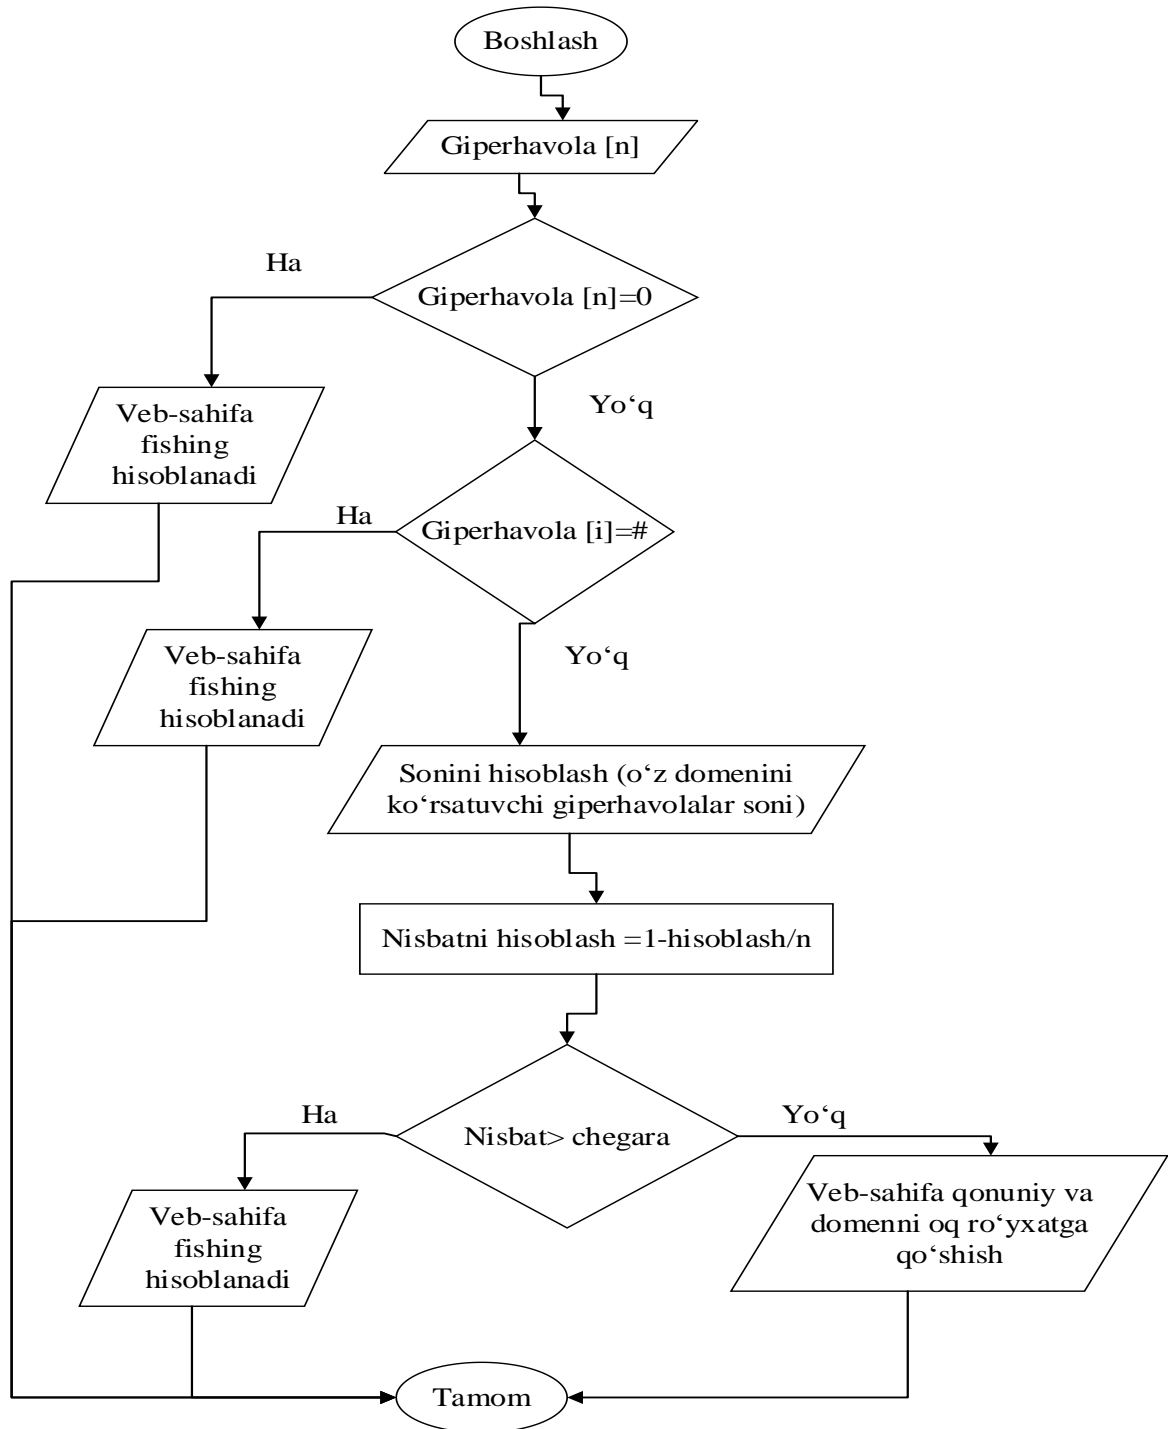 Boshlash
Giperhavola [n]
Ha
Giperhavola [n]=0
Veb-sahifa
fishing
hisoblanadi
Yo‘q
Ha
Giperhavola [i]=#
Veb-sahifa
fishing
hisoblanadi
Yo‘q
Sonini hisoblash (o‘z domenini
ko‘rsatuvchi giperhavolalar soni)
Nisbatni hisoblash =1-hisoblash/n
Ha
Nisbat> chegara
Yo‘q
Veb-sahifa
fishing
hisoblanadi
Veb-sahifa qonuniy va
domenni oq ro‘yxatga
qo‘shish
Tamom